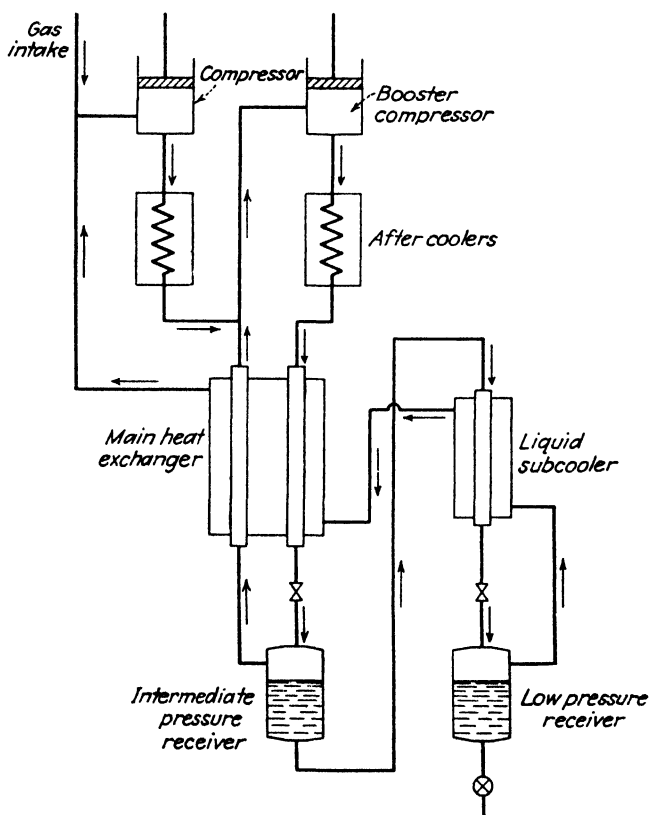 Gas
intake
Compressor
Booster
compressor
After coolers
Main heat
exchanger
Liquid
subcooler
Intermediate
pressure
receiver
Low pressure
receiver